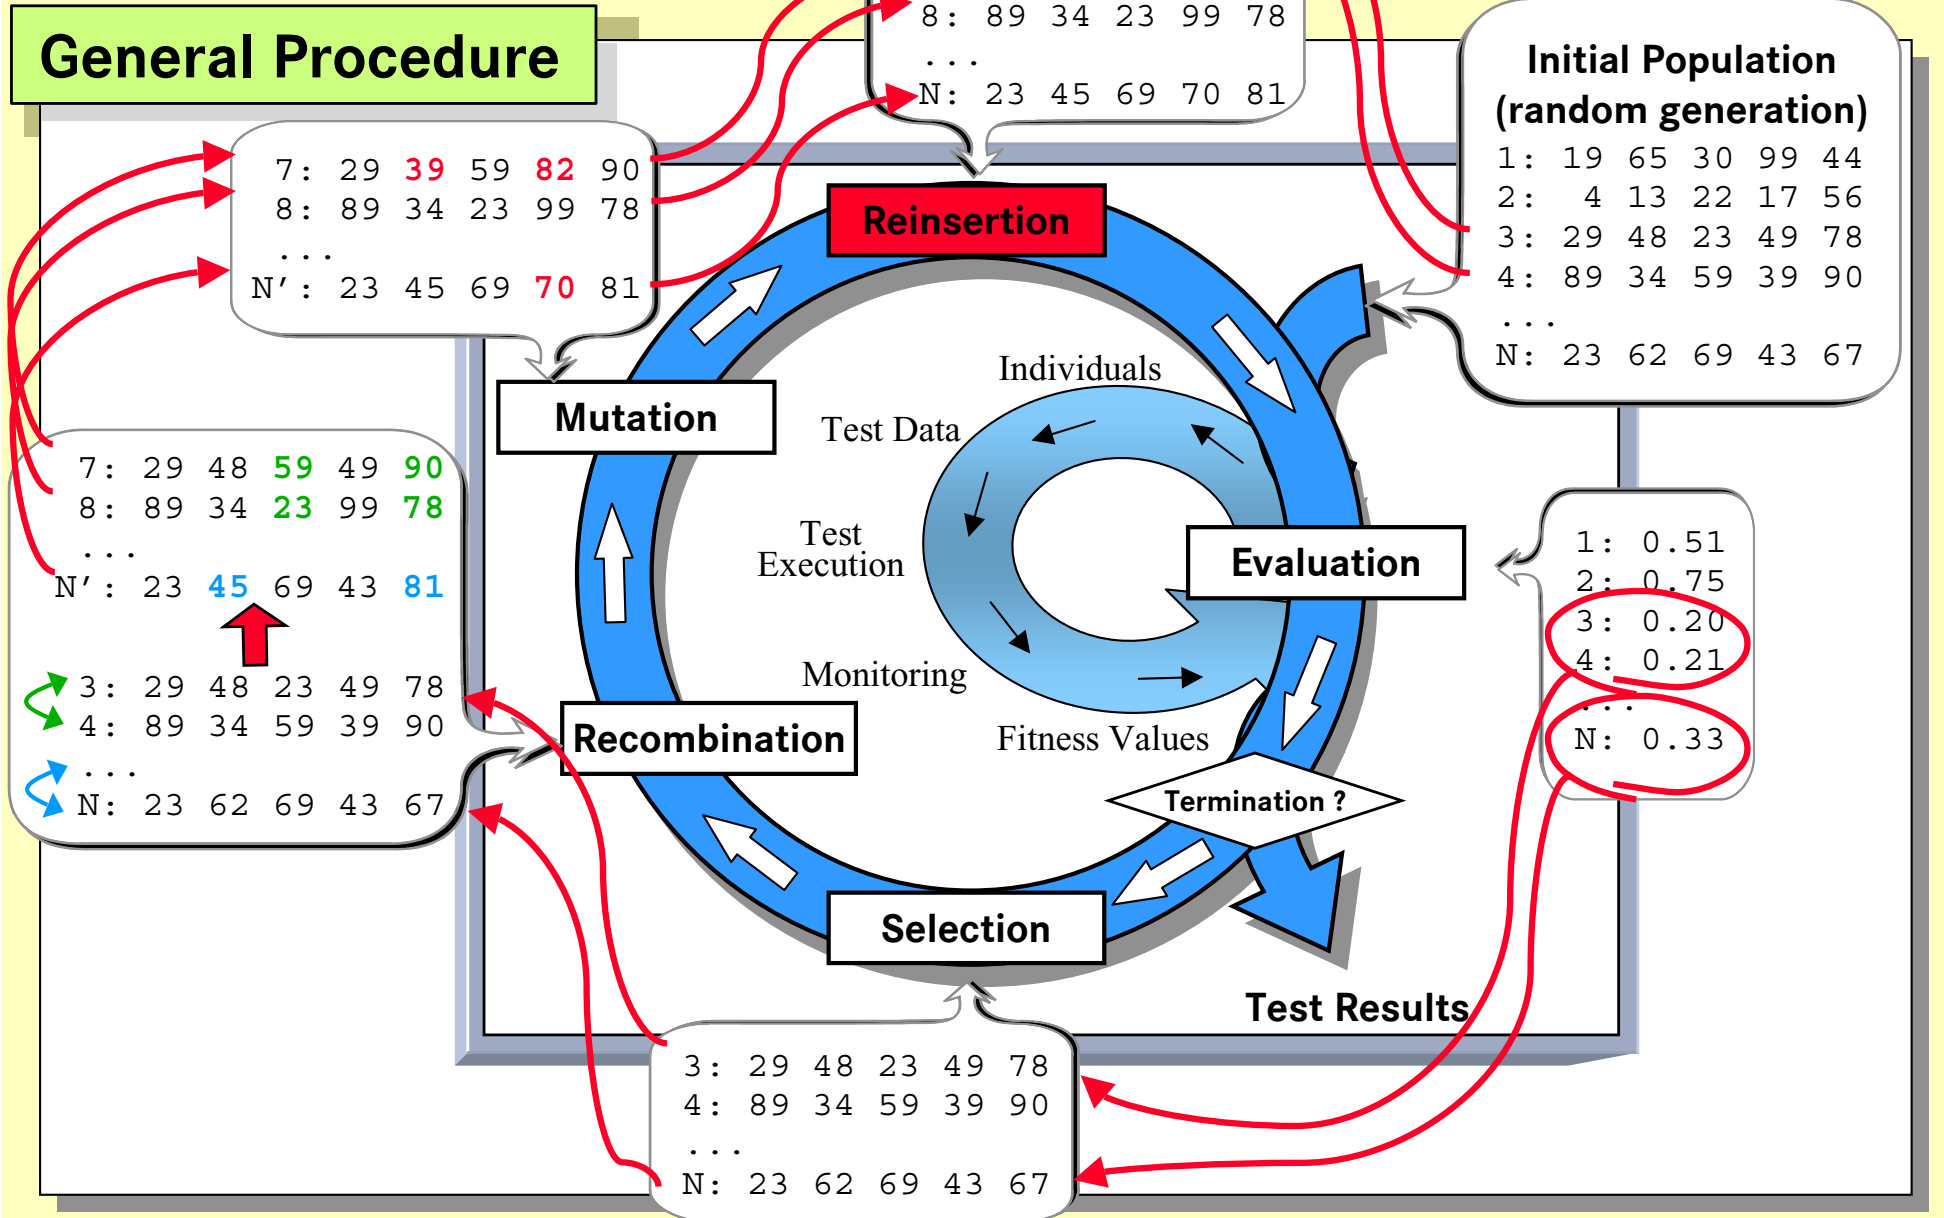 General Procedure
8: 89 34 23 99 78
...
N: 23 45 69 70 81
Initial Population
(random generation)
1: 19 65 30 99 44
2: 4 13 22 17 56
3: 29 48 23 49 78
4: 89 34 59 39 90
...
N: 23 62 69 43 67
7: 29 39 59 82 90
8: 89 34 23 99 78
...
N': 23 45 69 70 81
Reinsertion
Mutation
Individuals
Test Data
Test
Execution
Monitoring
Fitness Values
Evaluation
1: 0.51
2: 0.75
3: 0.20
4: 0.21
...
N: 0.33
7: 29 48 59 49 90
8: 89 34 23 99 78
...
N': 23 45 69 43 81
3: 29 48 23 49 78
4: 89 34 59 39 90
...
N: 23 62 69 43 67
Recombination
Termination ?
Selection
Test Results
3: 29 48 23 49 78
4: 89 34 59 39 90
...
N: 23 62 69 43 67